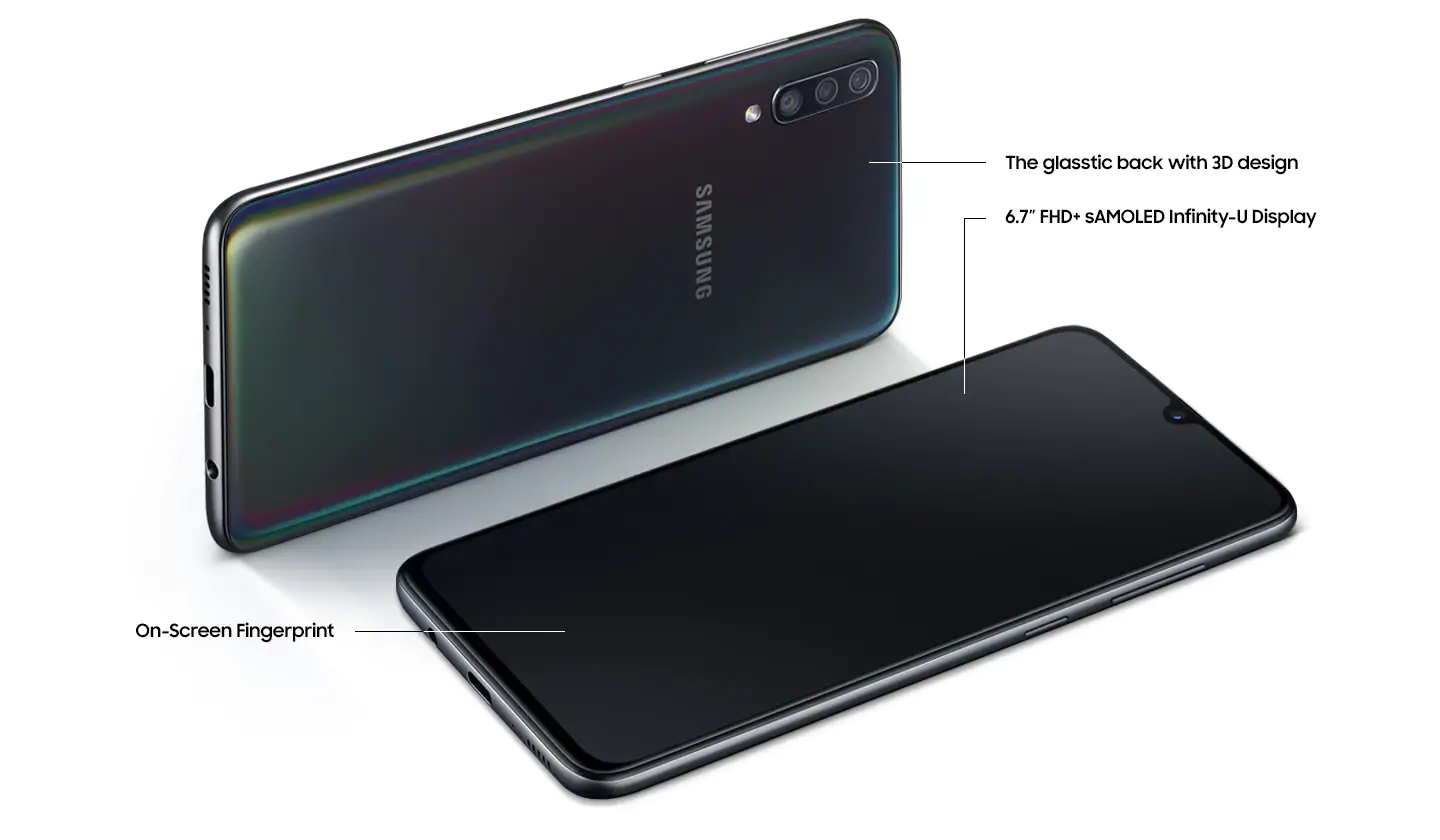 SAMSUNG
The glasstic back with 3D design
6.7" FHD+ sAMOLED Infinity-U Display
On-Screen Fingerprint